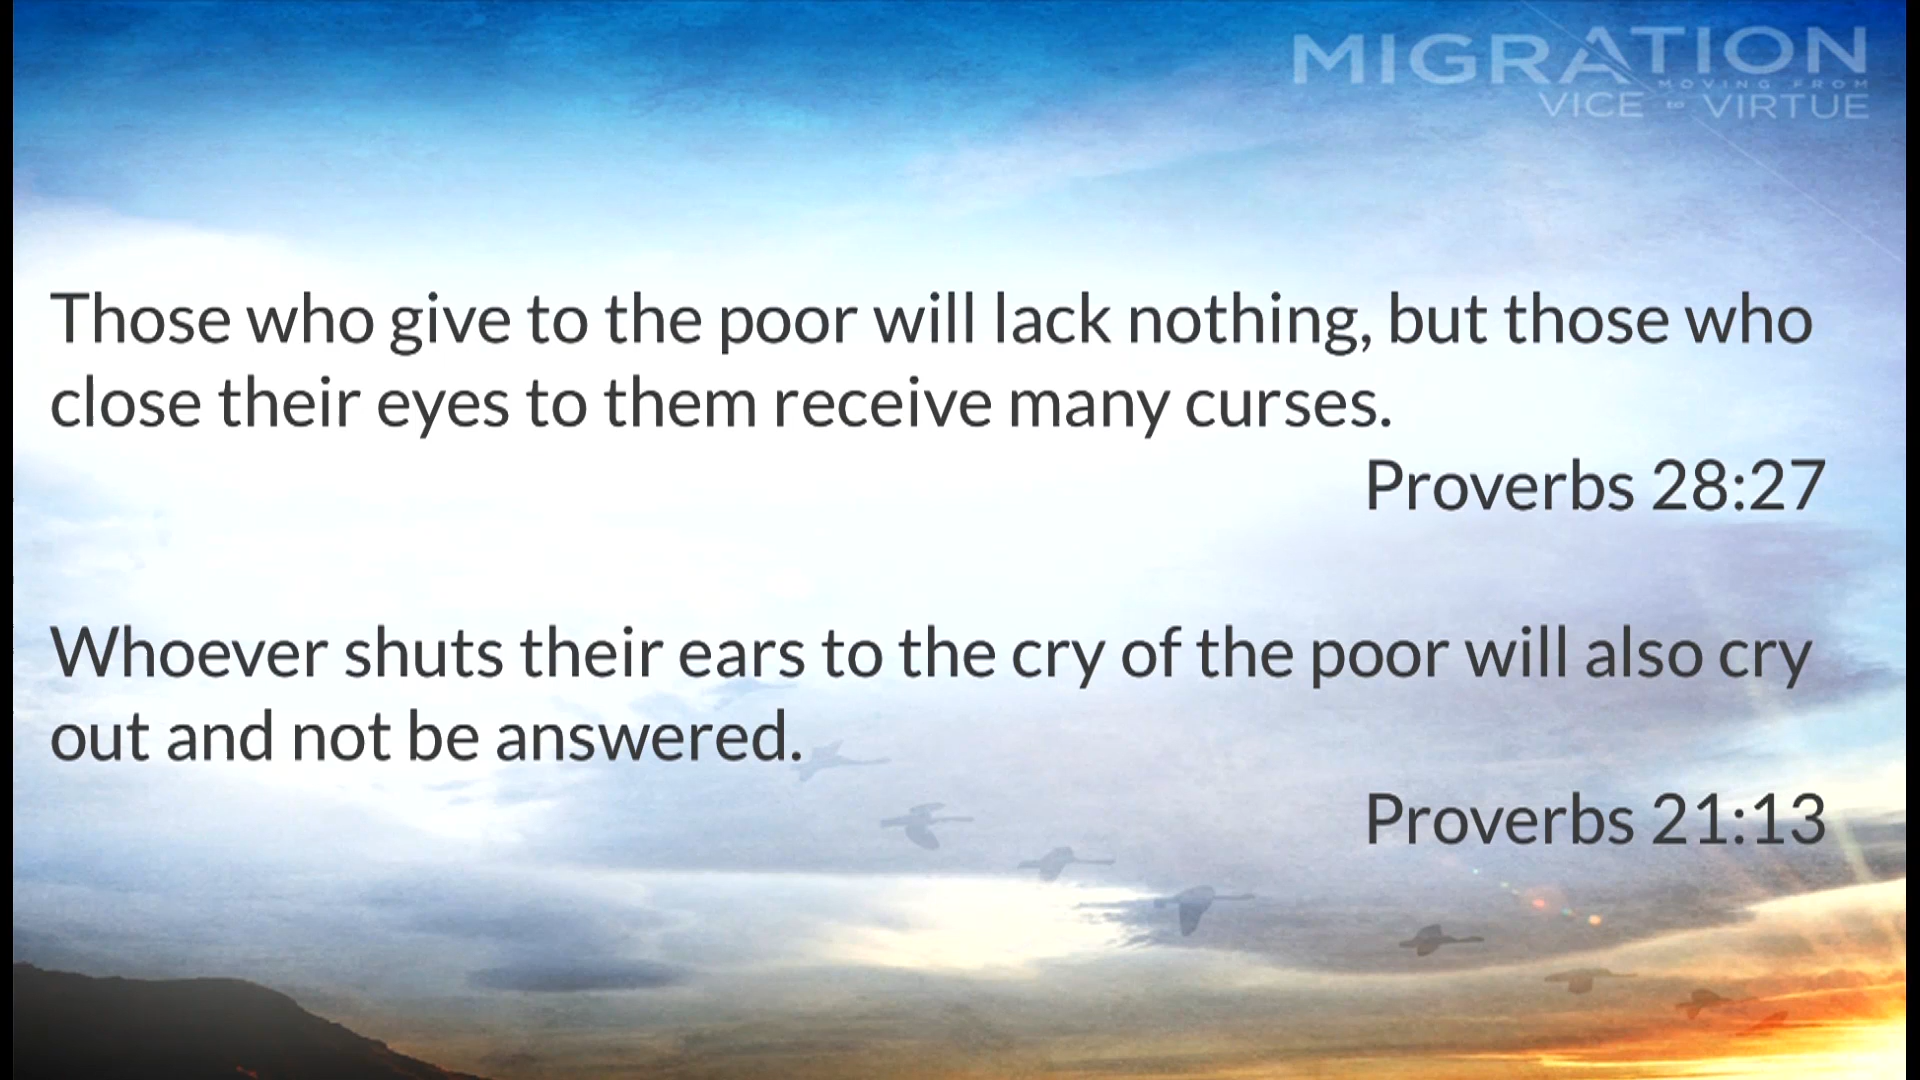 MIGRATION
MOVING FROM
VICE to VIRTUE
Those who give to the poor will lack nothing, but those who
close their eyes to them receive many curses.
Proverbs 28:27
Whoever shuts their ears to the cry of the poor will also cry
out and not be answered.
Proverbs 21:13